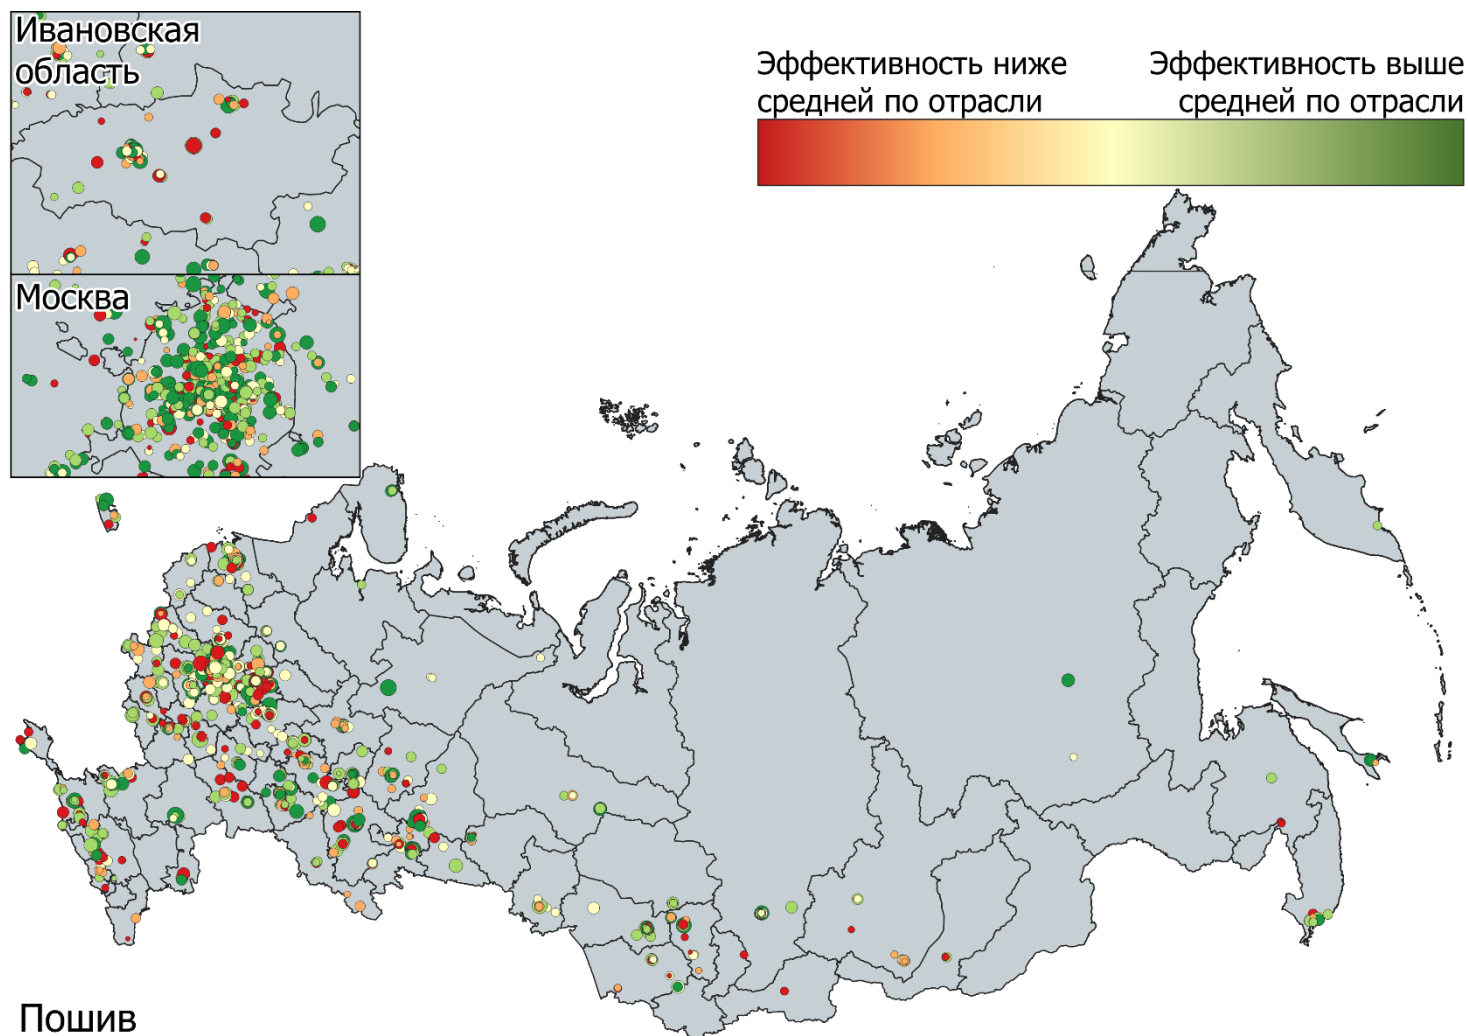 Ивановская
область
Москва
Эффективность ниже
средней по отрасли
Эффективность выше
средней по отрасли
Пошив